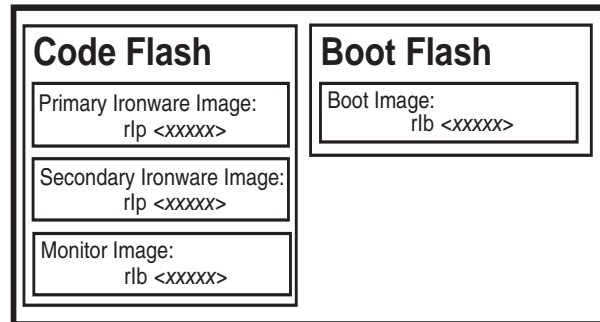 Code Flash
Primary Ironware Image:
rlp <xxxxx>
Secondary Ironware Image:
rlp <xxxxx>
Monitor Image:
rlb <xxxxx>
Boot Flash
Boot Image:
rlb <xxxxx>